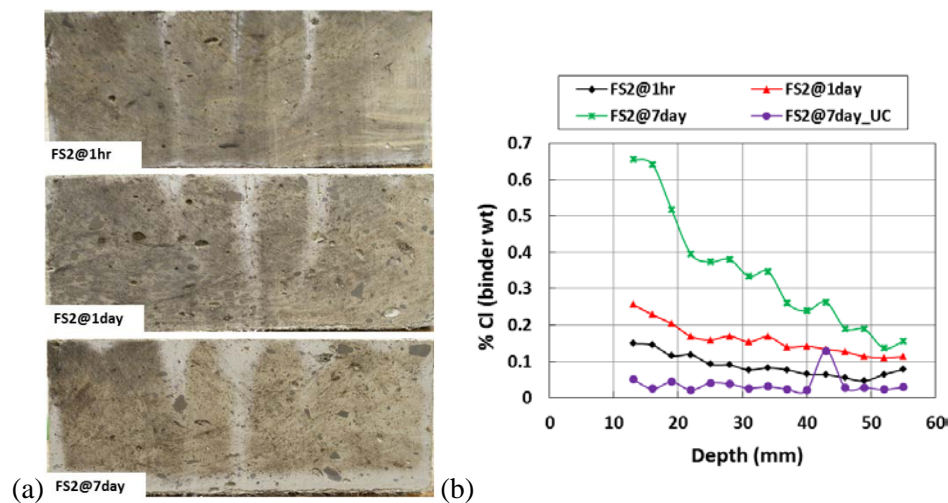 FS2@1hr
FS2@1day
FS2@7day
(a)
FS2@1hr FS2@1day
FS2@7day FS2@7day_UC
0.7
0.6
0.5
0.4
0.3
0.2
0.1
0
% Cl (binder wt)
0 10 20 30 40 50 60
Depth (mm)
(b)